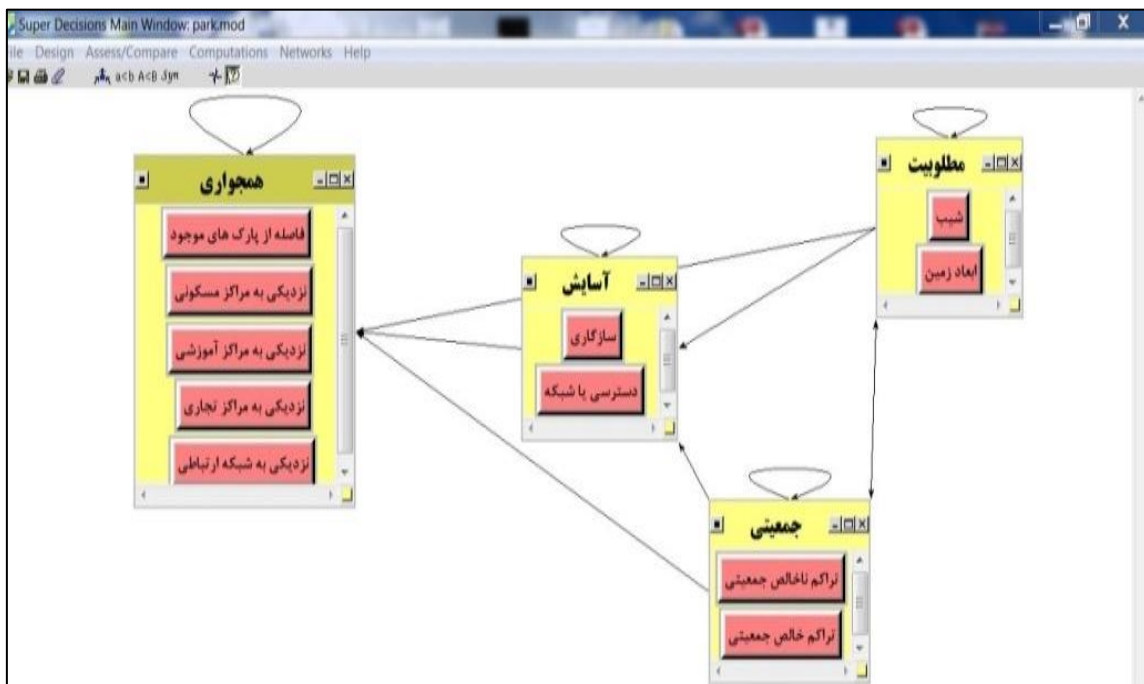 Super Decisions Main Window: park.mod
ile Design Assess/Compare Computations Networks Help
a<b A<B Syn
همجواری
فاصله از پارک های موجود
نزدیکی به مراکز مسکونی
نزدیکی به مراکز آموزشی
نزدیکی به مراکز تجاری
نزدیکی به شبکه ارتباطی
آسایش
سازگاری
دسترسی با شبکه
مطلوبیت
شیب
ابعاد زمین
جمعیتی
تراکم ناخالص جمعیتی
تراکم خالص جمعیتی